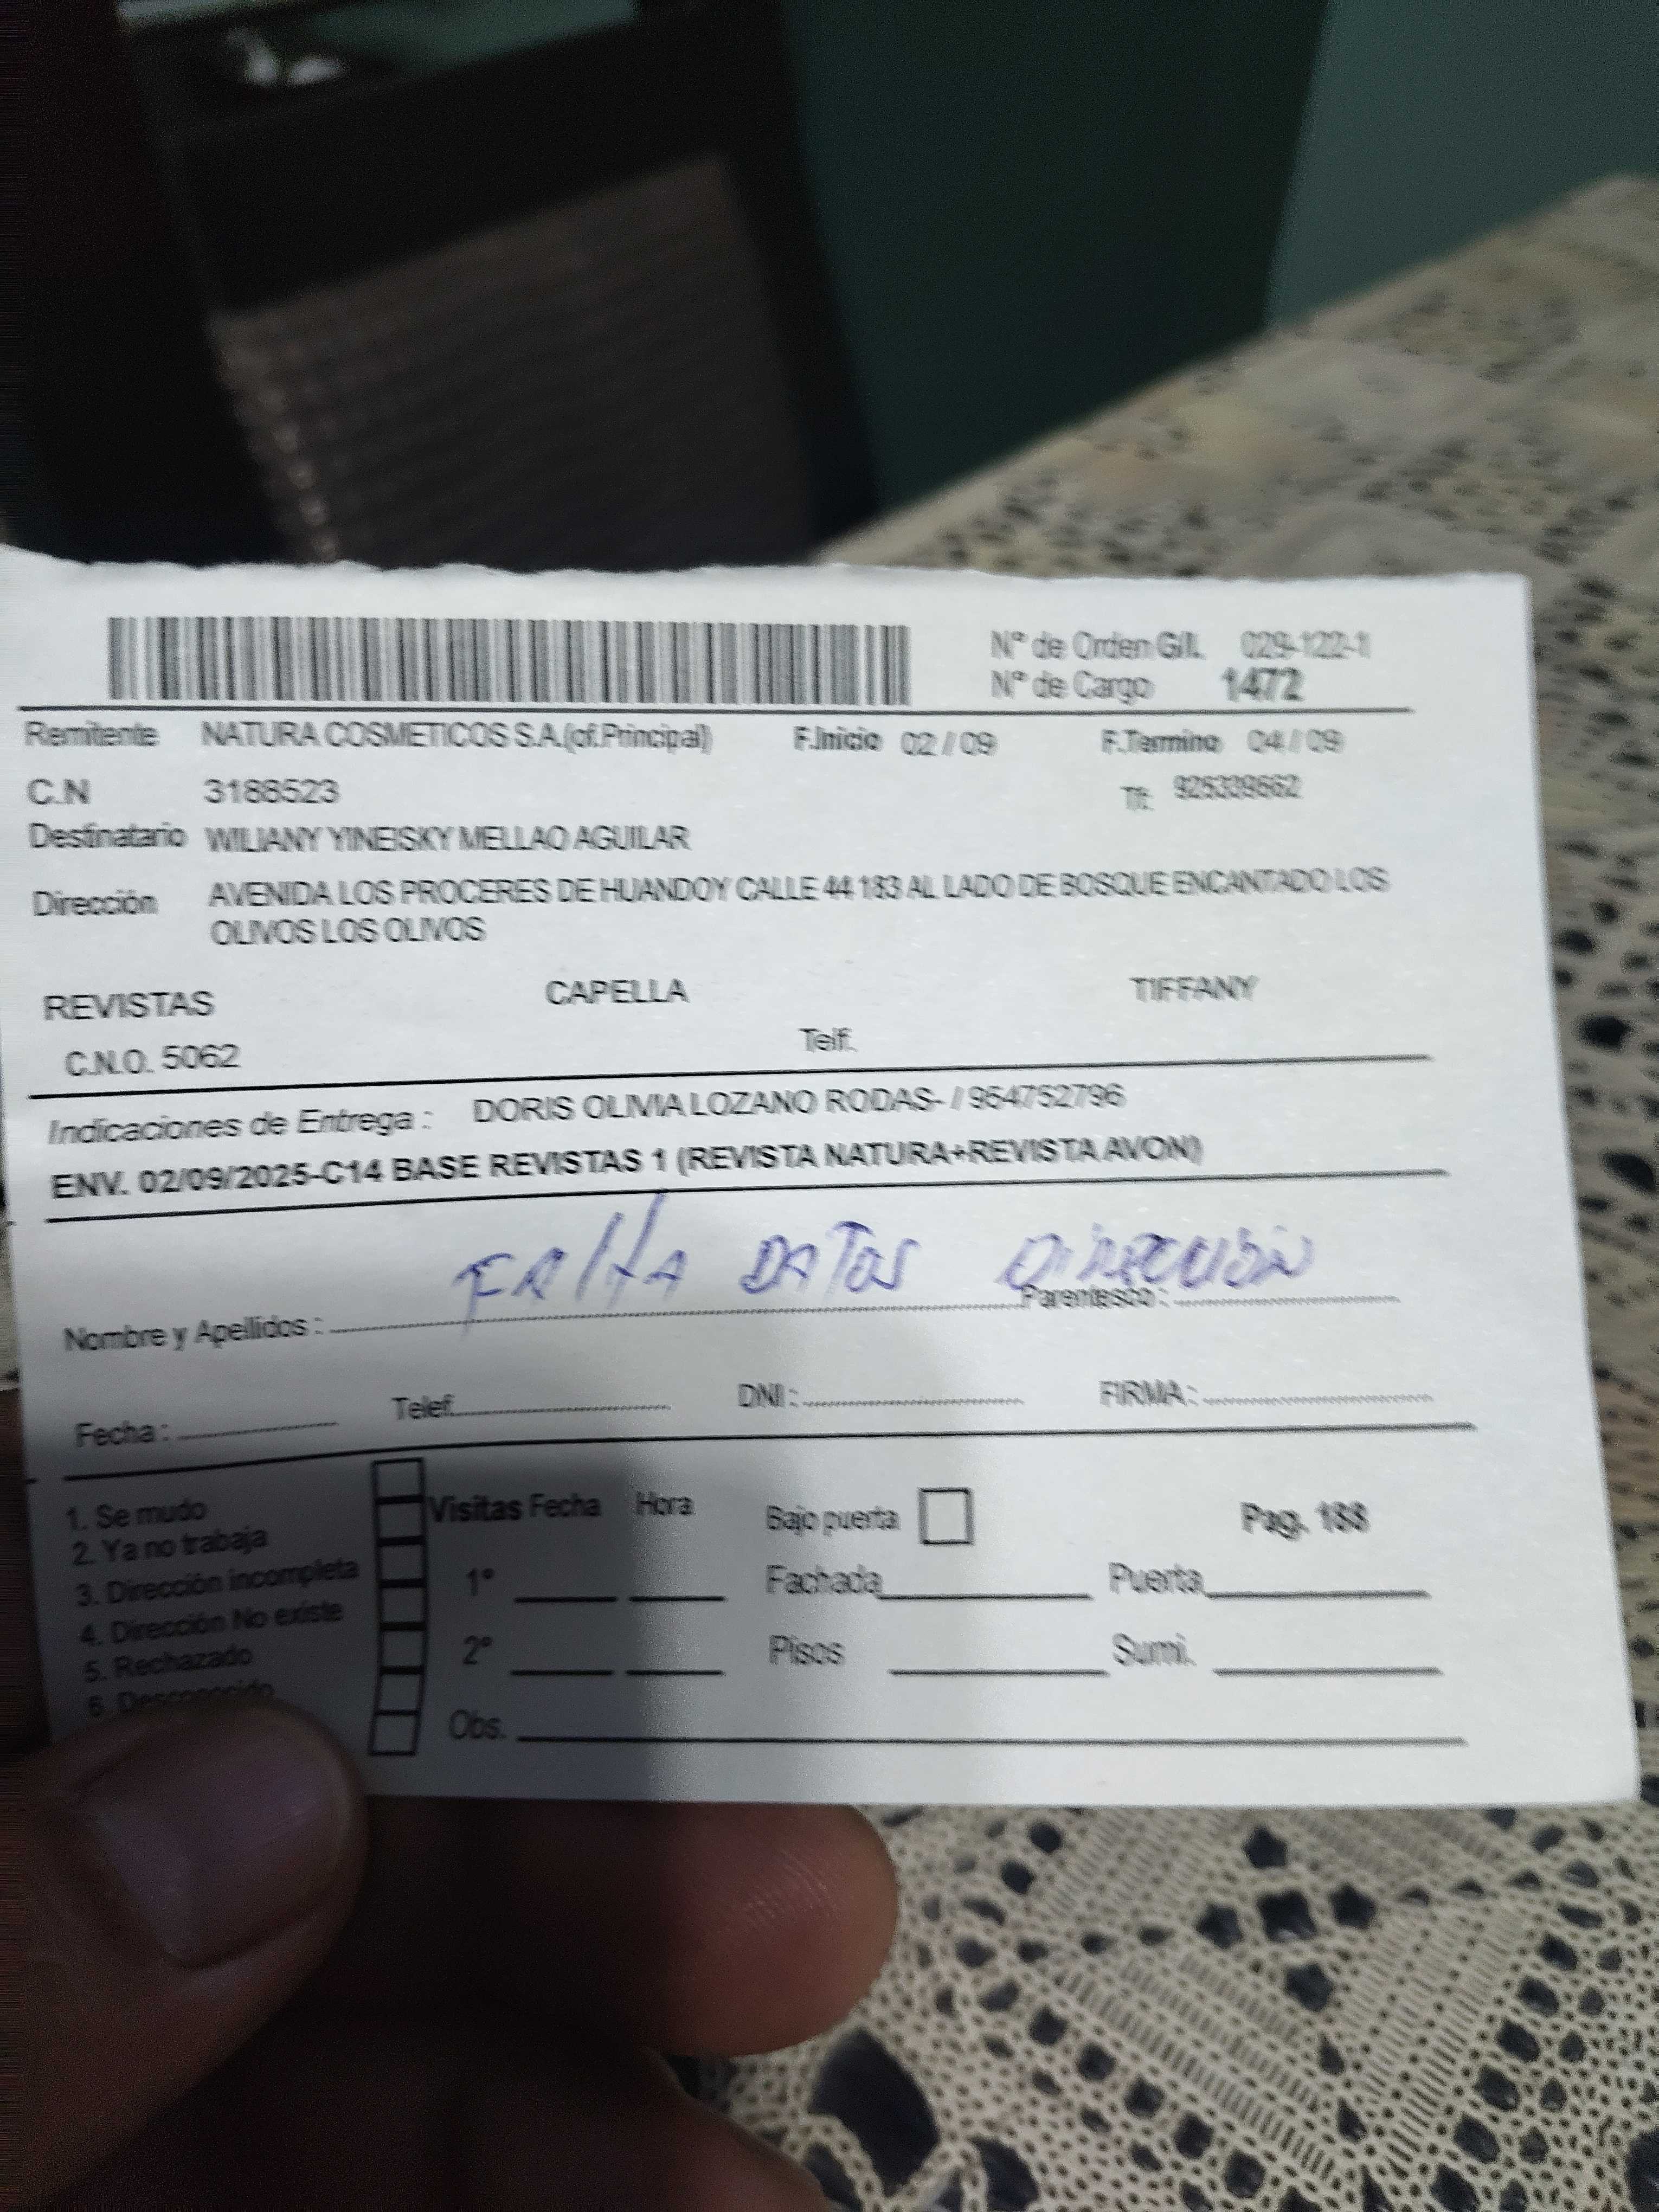 N° de Orden G/L 029-122-1
N° de Cargo 1472
Remitente NATURA COSMETICOS S.A.(of.Principal) F.Inicio 02 / 09 F.Termino 04 / 09
C.N 3188523 Tlf: 925339562
Destinatario WILIANY YINEISKY MELLAO AGUILAR
Dirección AVENIDA LOS PROCERES DE HUANDOY CALLE 44 183 AL LADO DE BOSQUE ENCANTADO LOS
OLIVOS LOS OLIVOS
REVISTAS CAPELLA TIFFANY
C.N.O. 5062 Telf.
Indicaciones de Entrega : DORIS OLIVIA LOZANO RODAS- / 954752796
ENV. 02/09/2025-C14 BASE REVISTAS 1 (REVISTA NATURA+REVISTA AVON)
FALTA DATOS DIRECCIÓN
Nombre y Apellidos : Parentesco :
Fecha : Telef. DNI : FIRMA :
1. Se mudo
2. Ya no trabaja
3. Dirección incompleta
4. Dirección No existe
5. Rechazado
6. Desconocido
Visitas Fecha Hora Bajo puerta Pag. 188
1° Fachada Puerta
2° Pisos Sumi.
Obs.